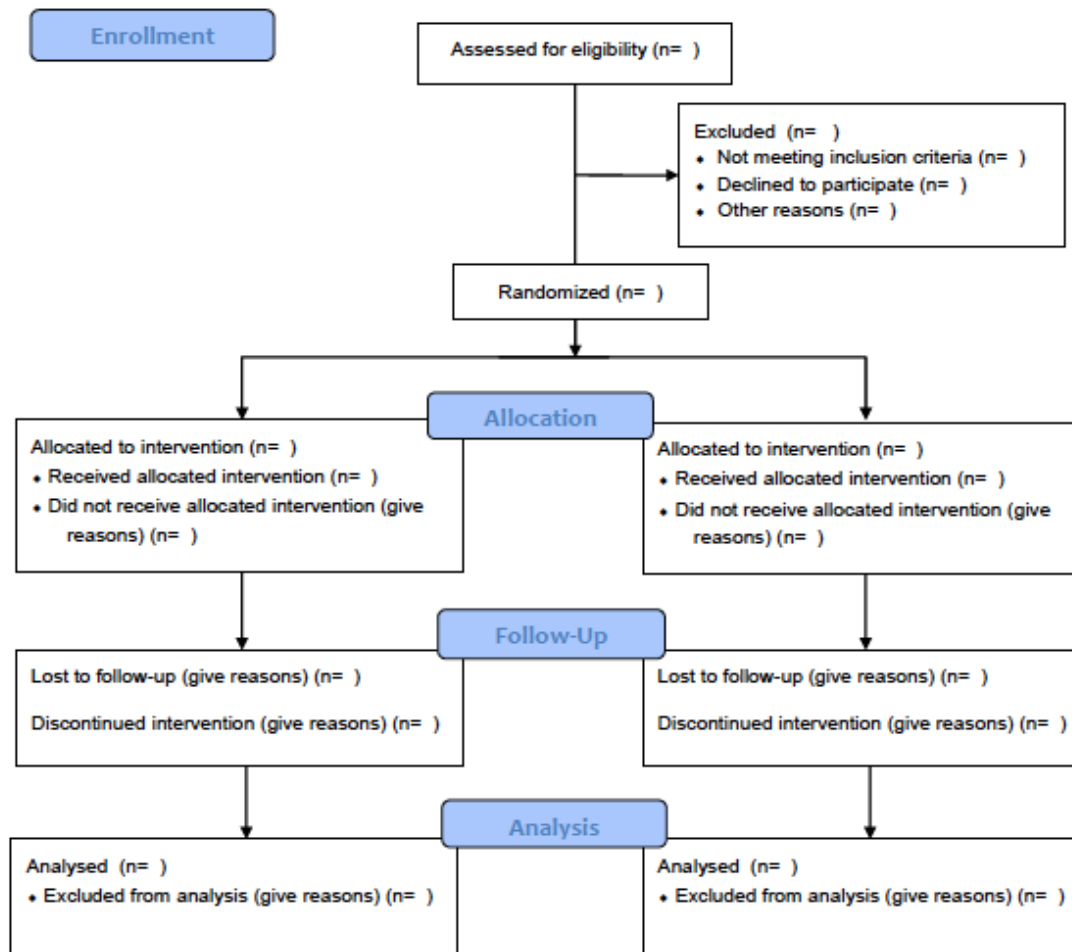 Enrollment
Assessed for eligibility (n=  )
Excluded  (n=   )
⬥ Not meeting inclusion criteria (n=  )
⬥ Declined to participate (n=  )
⬥ Other reasons (n=  )
Randomized (n=  )
Allocation
Allocated to intervention (n=  )
⬥ Received allocated intervention (n=  )
⬥ Did not receive allocated intervention (give
reasons) (n=  )
Allocated to intervention (n=  )
⬥ Received allocated intervention (n=  )
⬥ Did not receive allocated intervention (give
reasons) (n=  )
Follow-Up
Lost to follow-up (give reasons) (n=  )
Discontinued intervention (give reasons) (n=  )
Lost to follow-up (give reasons) (n=  )
Discontinued intervention (give reasons) (n=  )
Analysis
Analysed  (n=  )
⬥ Excluded from analysis (give reasons) (n=  )
Analysed  (n=  )
⬥ Excluded from analysis (give reasons) (n=  )